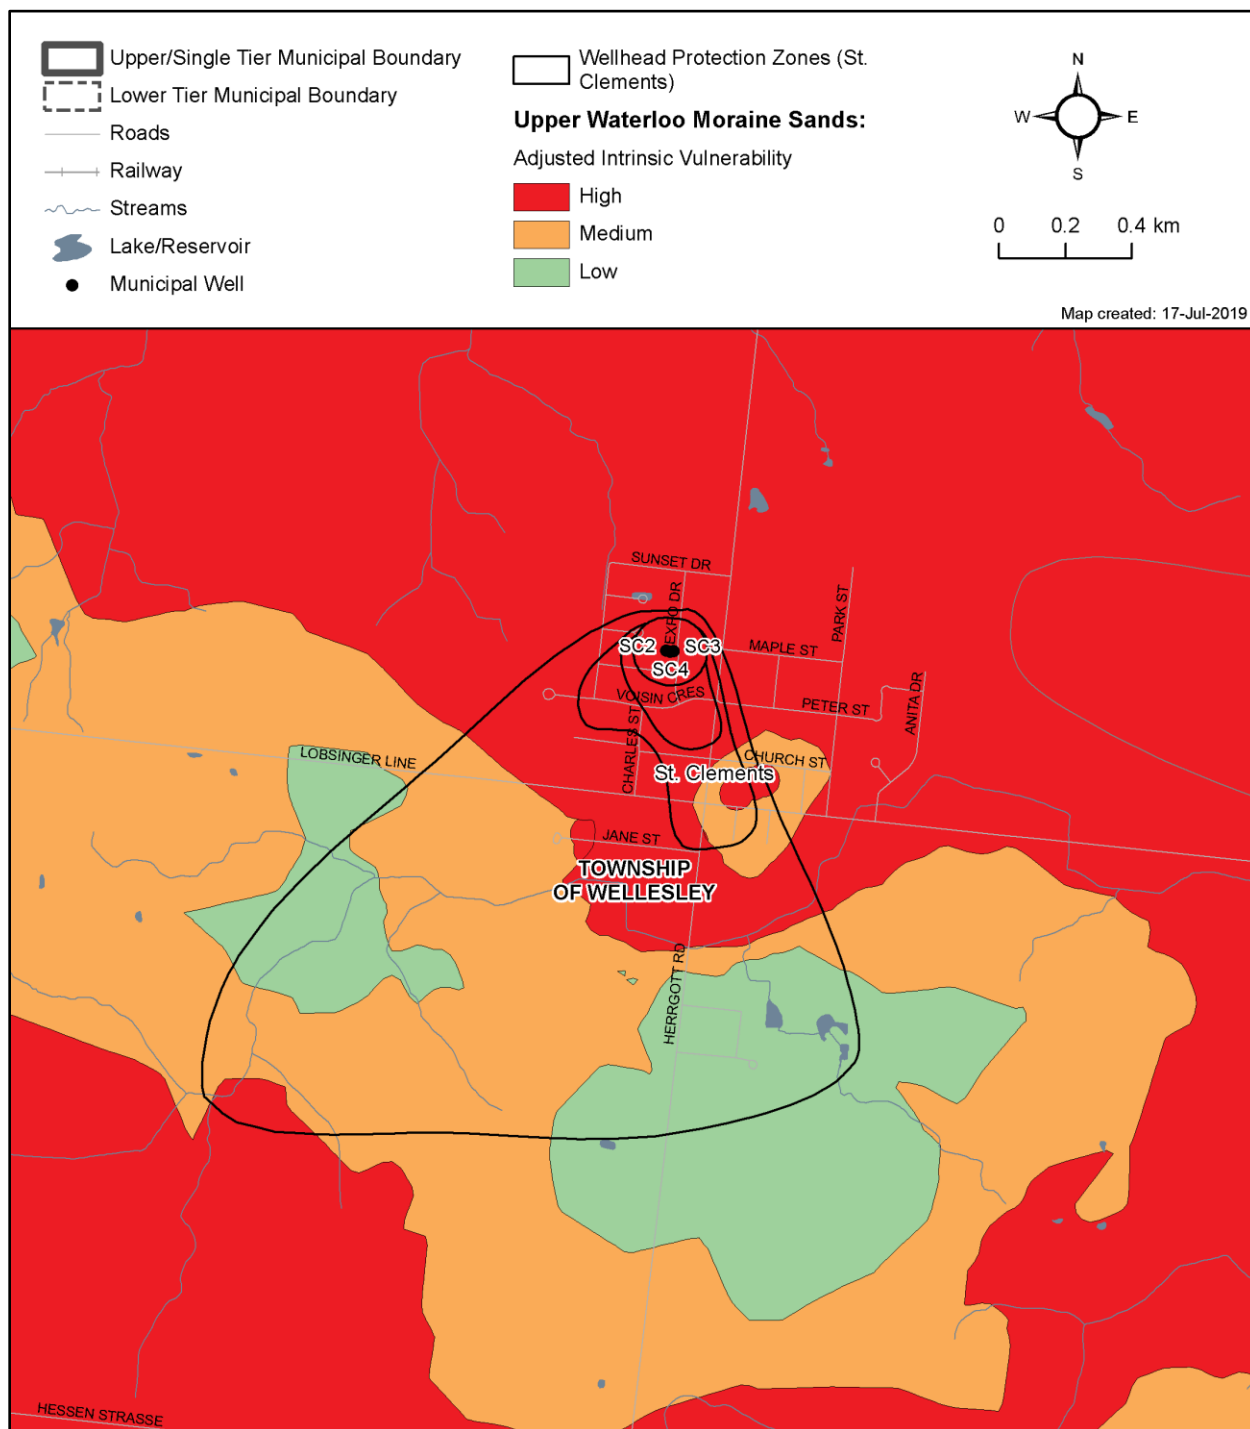 Upper/Single Tier Municipal Boundary
Lower Tier Municipal Boundary
Roads
Railway
Streams
Lake/Reservoir
Municipal Well
Wellhead Protection Zones (St.
Clements)
Upper Waterloo Moraine Sands:
Adjusted Intrinsic Vulnerability
High
Medium
Low
N
W
E
S
0 0.2 0.4 km
Map created: 17-Jul-2019
SUNSET DR
PARK ST
SC2
SC3
MAPLE ST
SC4
VOISIN CRES
PETER ST
ANITA DR
CHARLES ST
LOBSINGER LINE
CHURCH ST
St. Clements
JANE ST
TOWNSHIP
OF WELLESLEY
HERRGOTT RD
HESSEN STRASSE